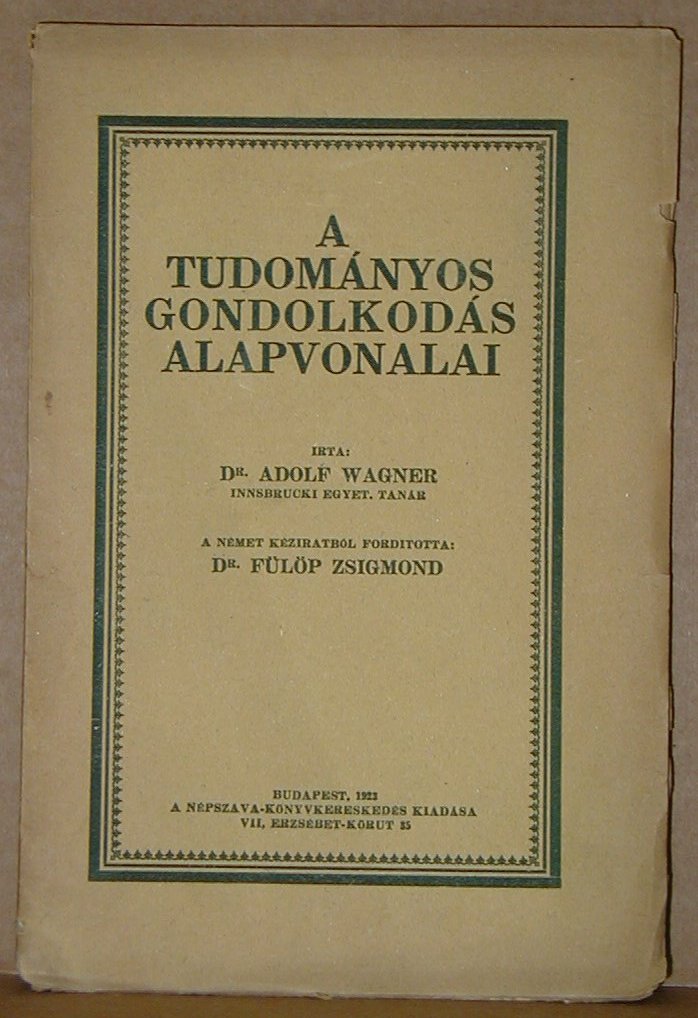 A
TUDOMÁNYOS
GONDOLKODÁS
ALAPVONALAI
IRTA:
DR. ADOLF WAGNER
INNSBRUCKI EGYET. TANÁR
A NÉMET KÉZIRATBÓL FORDITOTTA:
DR. FÜLÖP ZSIGMOND
BUDAPEST, 1923
A NÉPSZAVA-KÖNYVKERESKEDÉS KIADÁSA
VII, ERZSÉBET-KÖRUT 35